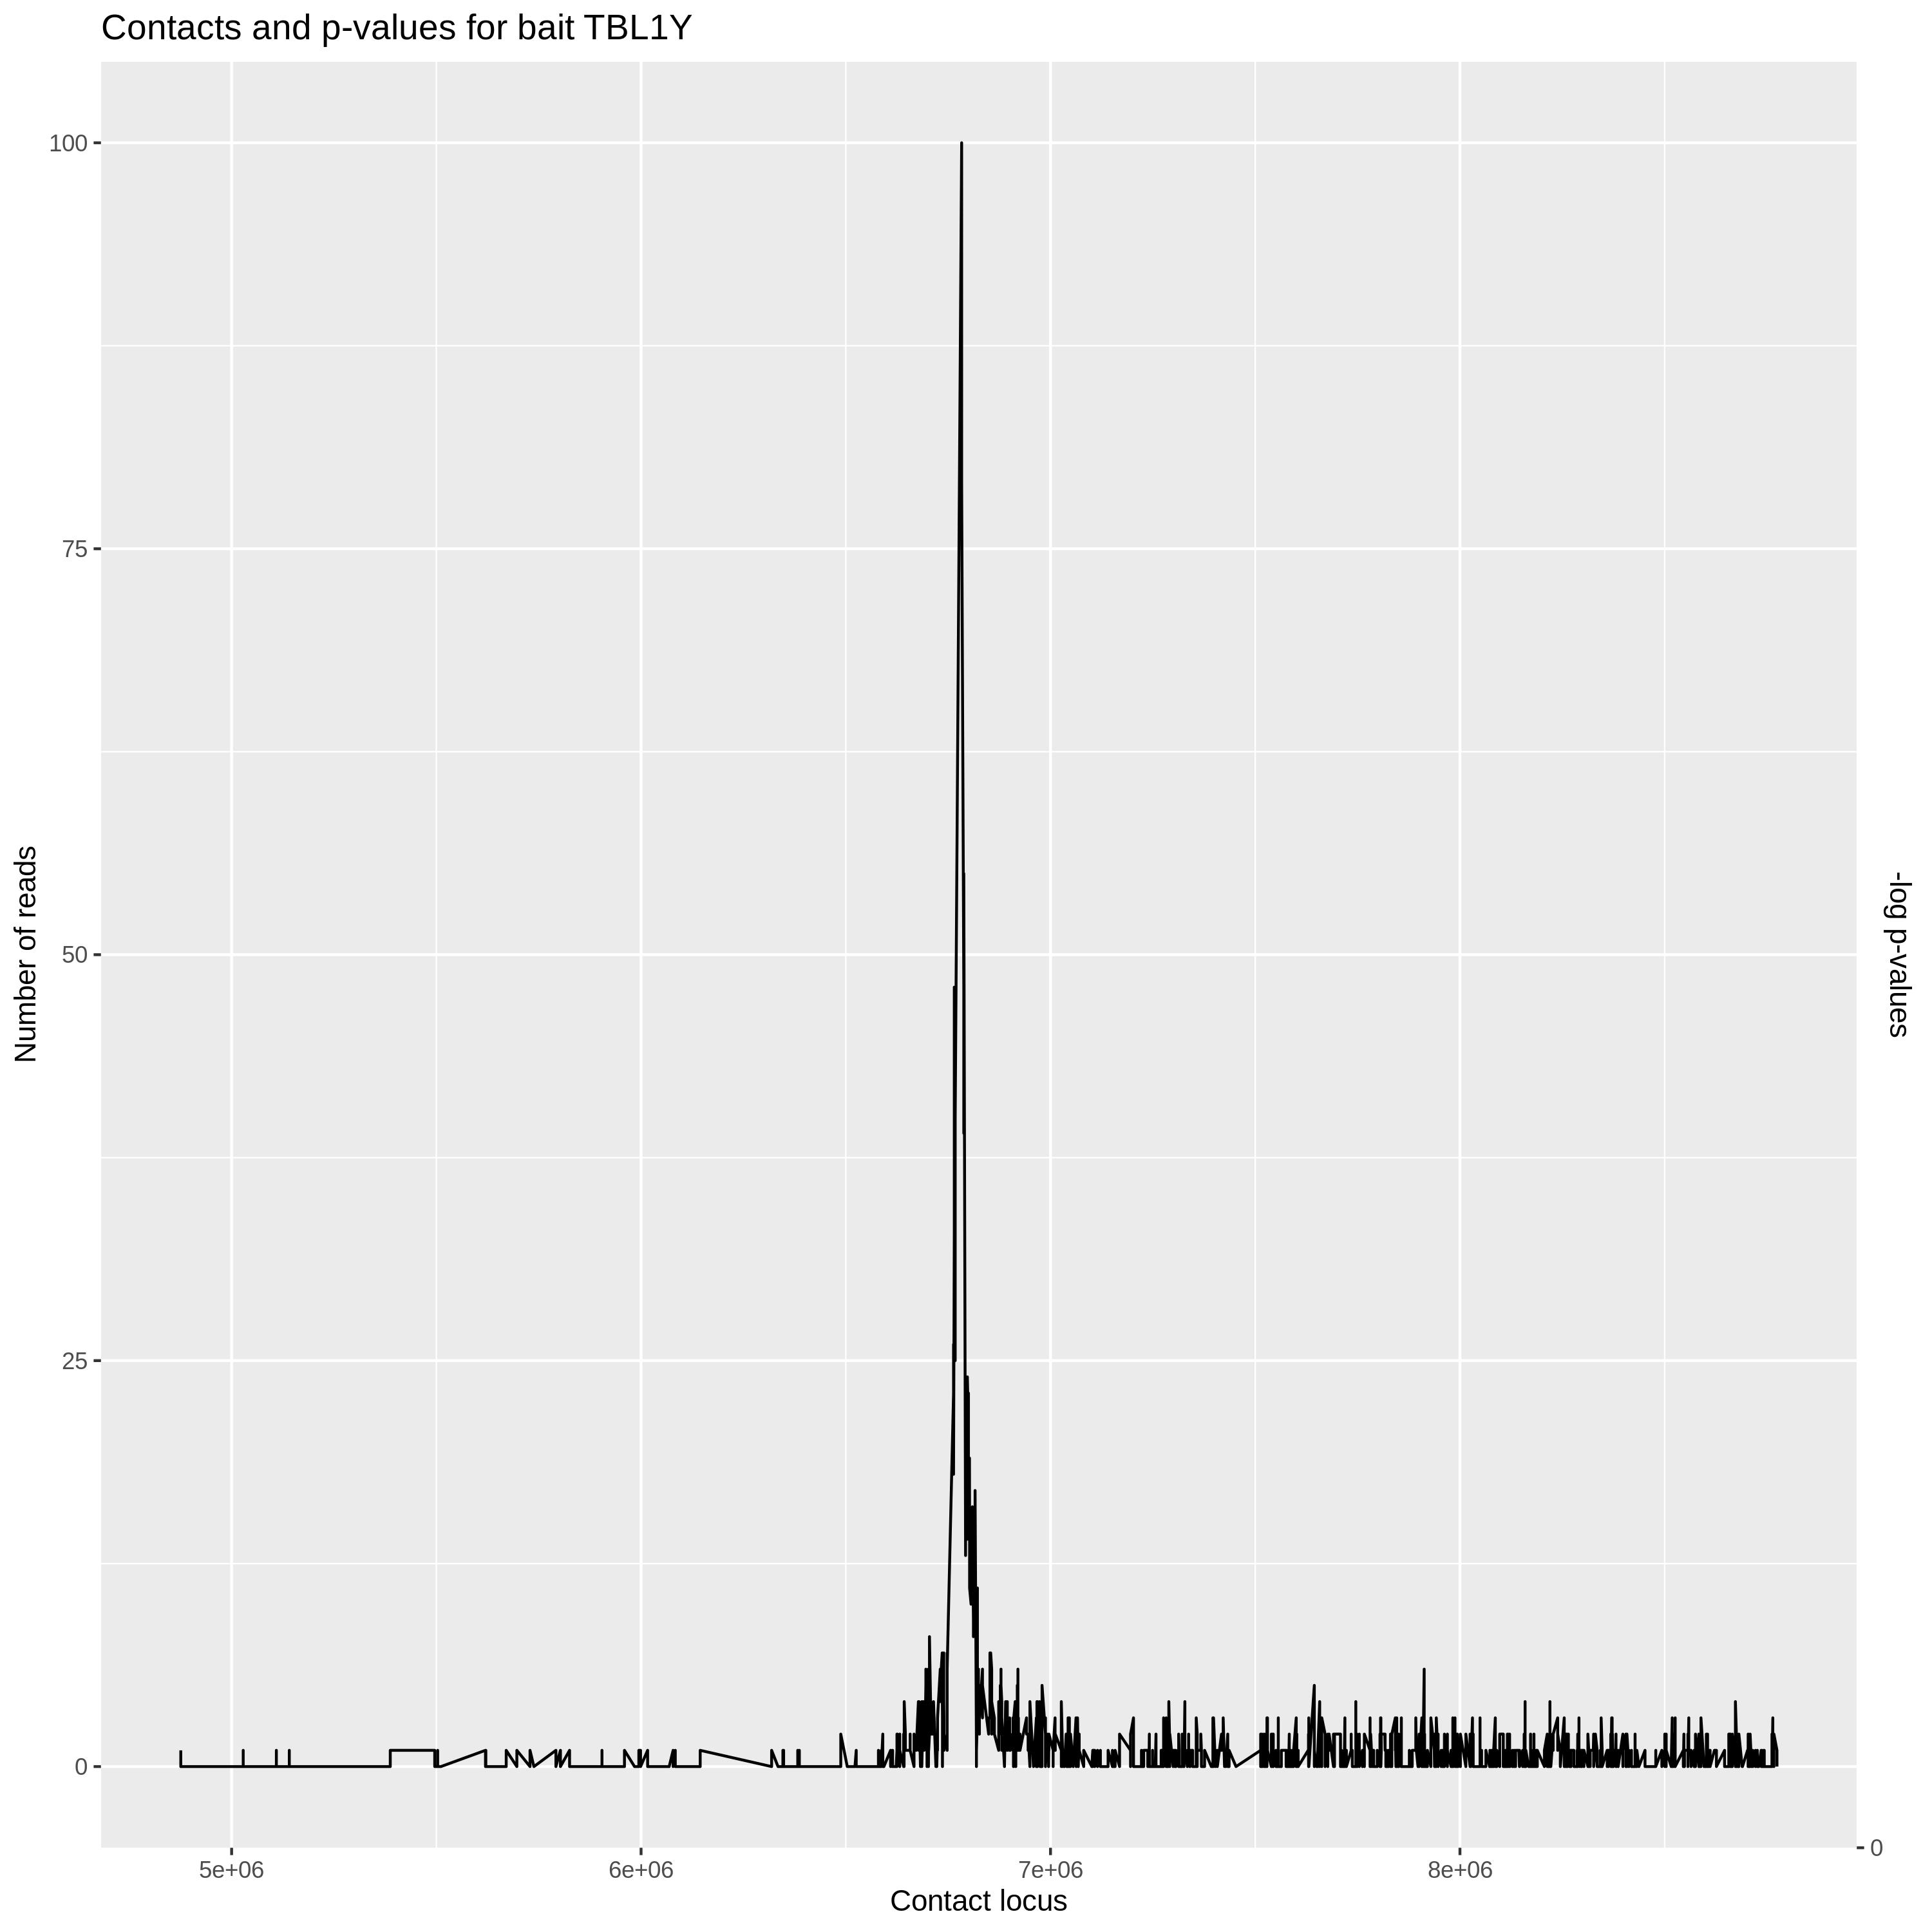 Contacts and p-values for bait TBL1Y
100
75
50
25
0
Number of reads
-log p-values
0
5e+06
6e+06
7e+06
8e+06
Contact locus